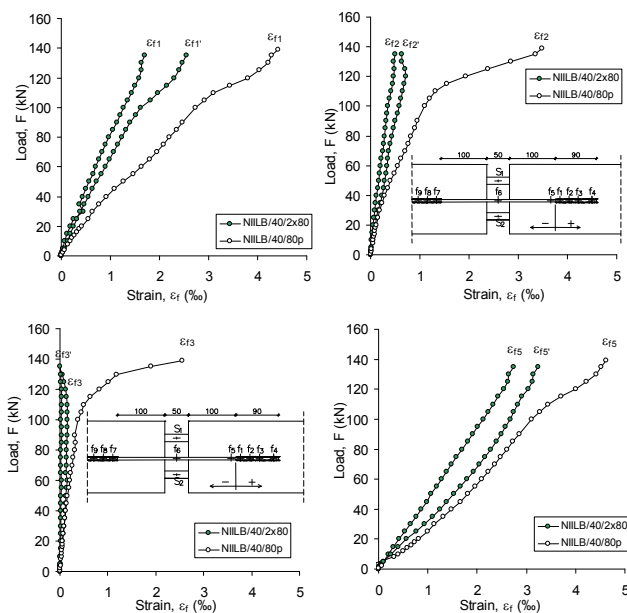 εf1 εf1' εf1
160
140
120
100
80
60
40
20
0
Load, F (kN)
NIILB/40/2x80
NIILB/40/80p
0 1 2 3 4 5
Strain, εf (‰)
εf2 εf2' εf2
160
140
120
100
80
60
40
20
0
Load, F (kN)
NIILB/40/2x80
NIILB/40/80p
100 50 100 90
S1
f9 f8 f7 f6 f5 f1 f2 f3 f4
S2
− +
0 1 2 3 4 5
Strain, εf (‰)
εf3' εf3 εf3
160
140
120
100
80
60
40
20
0
Load, F (kN)
100 50 100 90
S1
f9 f8 f7 f6 f5 f1 f2 f3 f4
S2
− +
NIILB/40/2x80
NIILB/40/80p
0 1 2 3 4 5
Strain, εf (‰)
εf5 εf5' εf5
160
140
120
100
80
60
40
20
0
Load, F (kN)
NIILB/40/2x80
NIILB/40/80p
0 1 2 3 4 5
Strain, εf (‰)